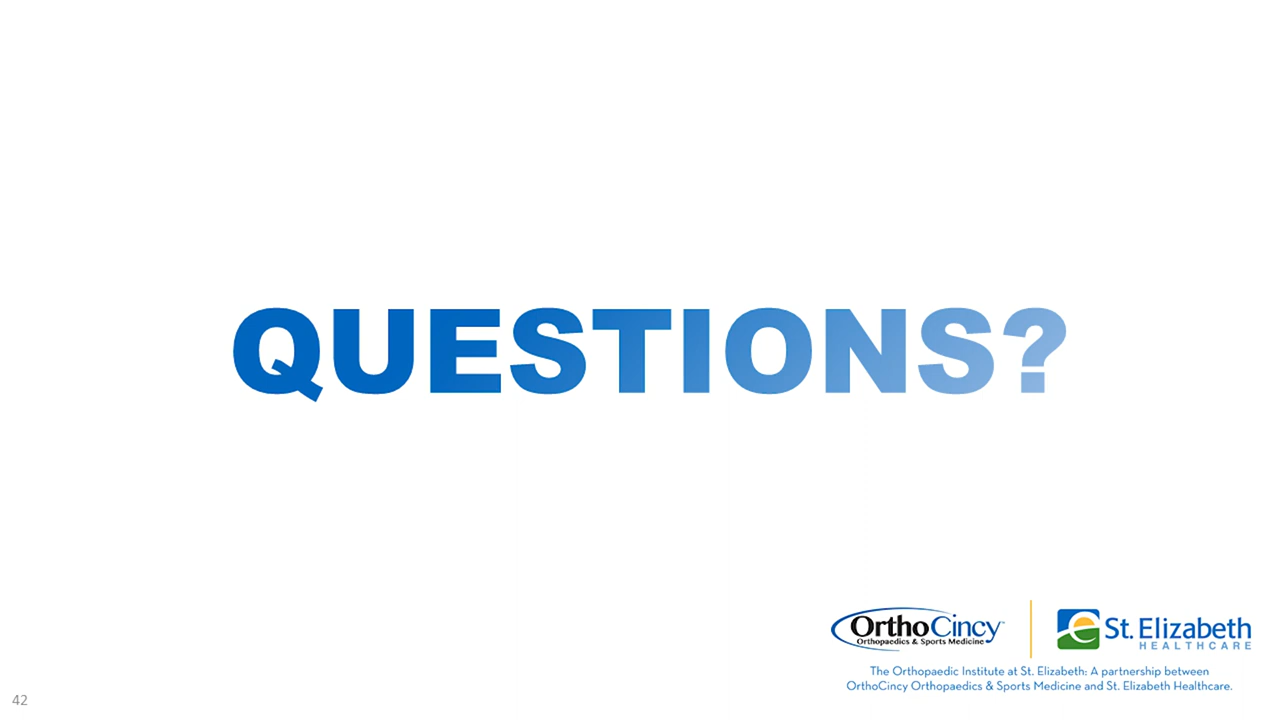 QUESTIONS?
OrthoCincy
Orthopaedics & Sports Medicine
St. Elizabeth
HEALTHCARE
The Orthopaedic Institute at St. Elizabeth: A partnership between
OrthoCincy Orthopaedics & Sports Medicine and St. Elizabeth Healthcare.
42